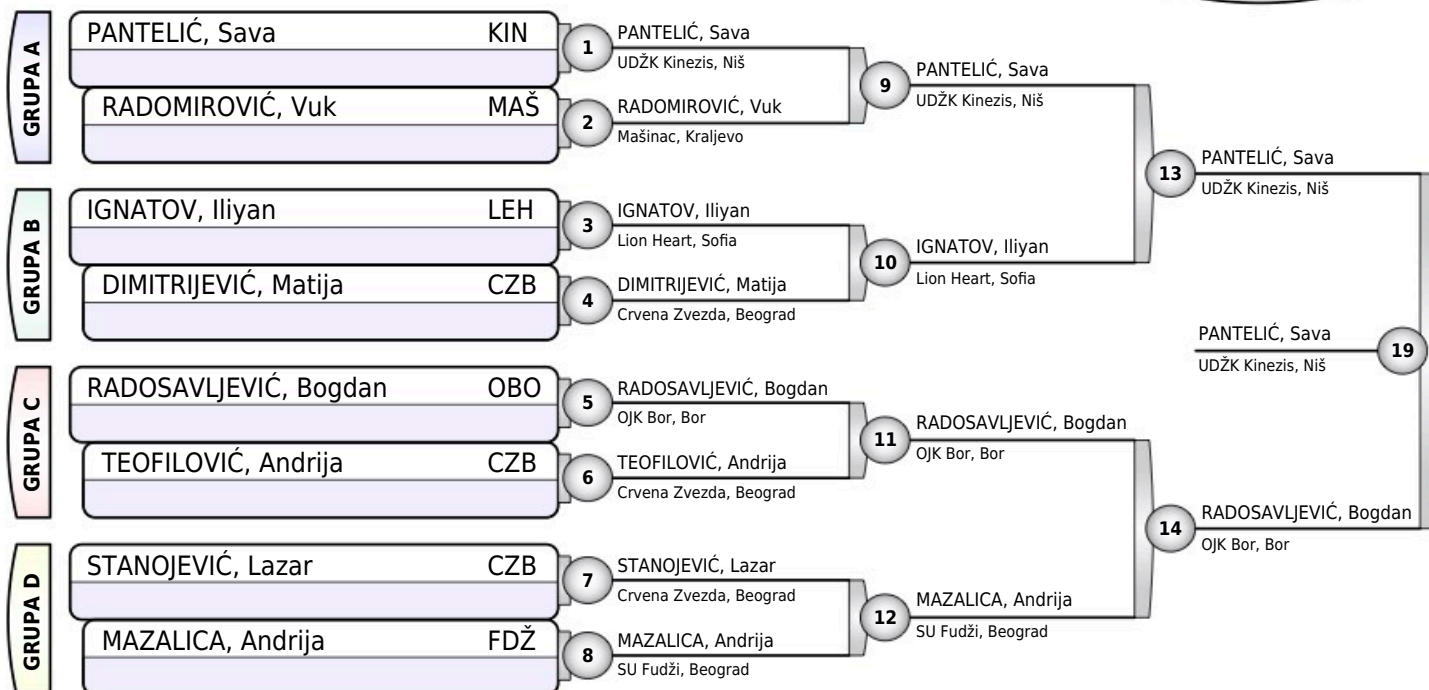 GRUPA A
PANTELIĆ, Sava KIN
RADOMIROVIĆ, Vuk MAŠ
GRUPA B
IGNATOV, Iliyan LEH
DIMITRIJEVIĆ, Matija CZB
GRUPA C
RADOSAVLJEVIĆ, Bogdan OBO
TEOFILOVIĆ, Andrija CZB
GRUPA D
STANOJEVIĆ, Lazar CZB
MAZALICA, Andrija FDŽ
1
PANTELIĆ, Sava
UDŽK Kinezis, Niš
2
RADOMIROVIĆ, Vuk
Mašinac, Kraljevo
3
IGNATOV, Iliyan
Lion Heart, Sofia
4
DIMITRIJEVIĆ, Matija
Crvena Zvezda, Beograd
5
RADOSAVLJEVIĆ, Bogdan
OJK Bor, Bor
6
TEOFILOVIĆ, Andrija
Crvena Zvezda, Beograd
7
STANOJEVIĆ, Lazar
Crvena Zvezda, Beograd
8
MAZALICA, Andrija
SU Fudži, Beograd
9
PANTELIĆ, Sava
UDŽK Kinezis, Niš
10
IGNATOV, Iliyan
Lion Heart, Sofia
11
RADOSAVLJEVIĆ, Bogdan
OJK Bor, Bor
12
MAZALICA, Andrija
SU Fudži, Beograd
13
PANTELIĆ, Sava
UDŽK Kinezis, Niš
14
RADOSAVLJEVIĆ, Bogdan
OJK Bor, Bor
PANTELIĆ, Sava
UDŽK Kinezis, Niš
19